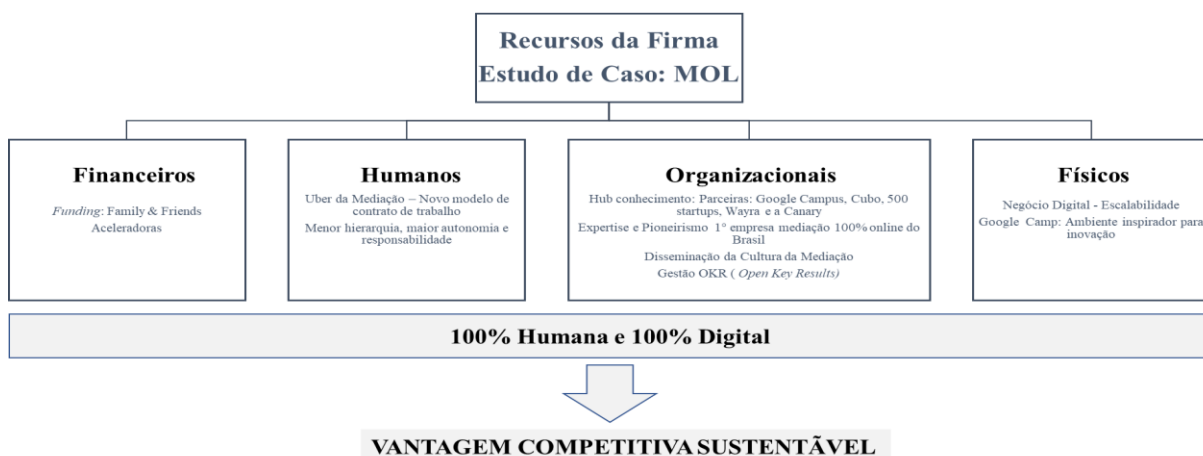 Recursos da Firma
Estudo de Caso: MOL
Financeiros
Funding: Family & Friends
Aceleradoras
Humanos
Uber da Mediação – Novo modelo de
contrato de trabalho
Menor hierarquia, maior autonomia e
responsabilidade
Organizacionais
Hub conhecimento: Parceiras: Google Campus, Cubo, 500
startups, Wayra e a Canary
Expertise e Pioneirismo 1° empresa mediação 100% online do
Brasil
Disseminação da Cultura da Mediação
Gestão OKR ( Open Key Results)
Físicos
Negócio Digital - Escalabilidade
Google Camp: Ambiente inspirador para
inovação
100% Humana e 100% Digital
VANTAGEM COMPETITIVA SUSTENTÃVEL